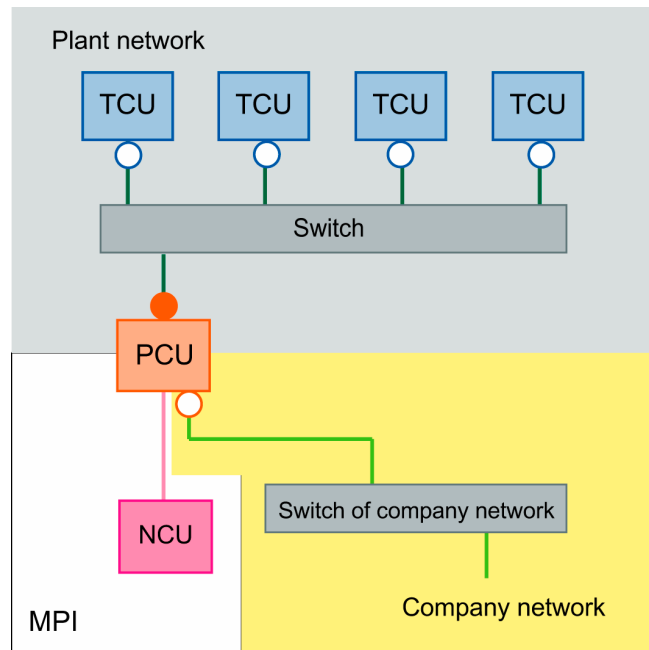 Plant network
TCU
TCU
TCU
TCU
Switch
PCU
Switch of company network
NCU
Company network
MPI